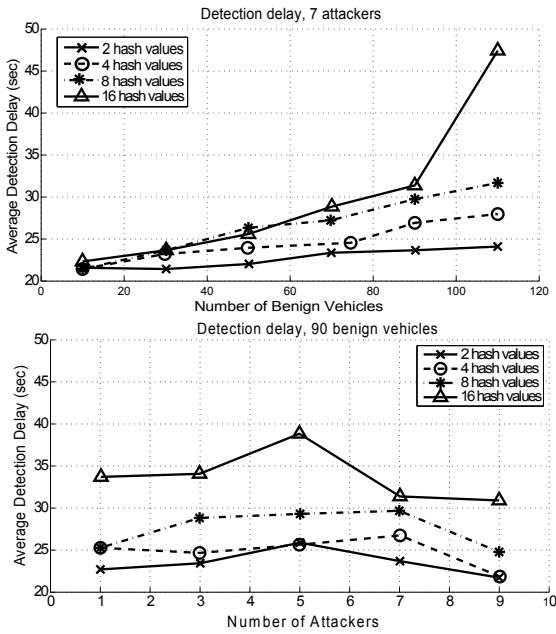 Detection delay, 7 attackers
50
45
40
35
30
25
20
Average Detection Delay (sec)
2 hash values
4 hash values
8 hash values
16 hash values
0 20 40 60 80 100 120
Number of Benign Vehicles
Detection delay, 90 benign vehicles
50
45
40
35
30
25
20
Average Detection Delay (sec)
2 hash values
4 hash values
8 hash values
16 hash values
0 1 2 3 4 5 6 7 8 9 10
Number of Attackers